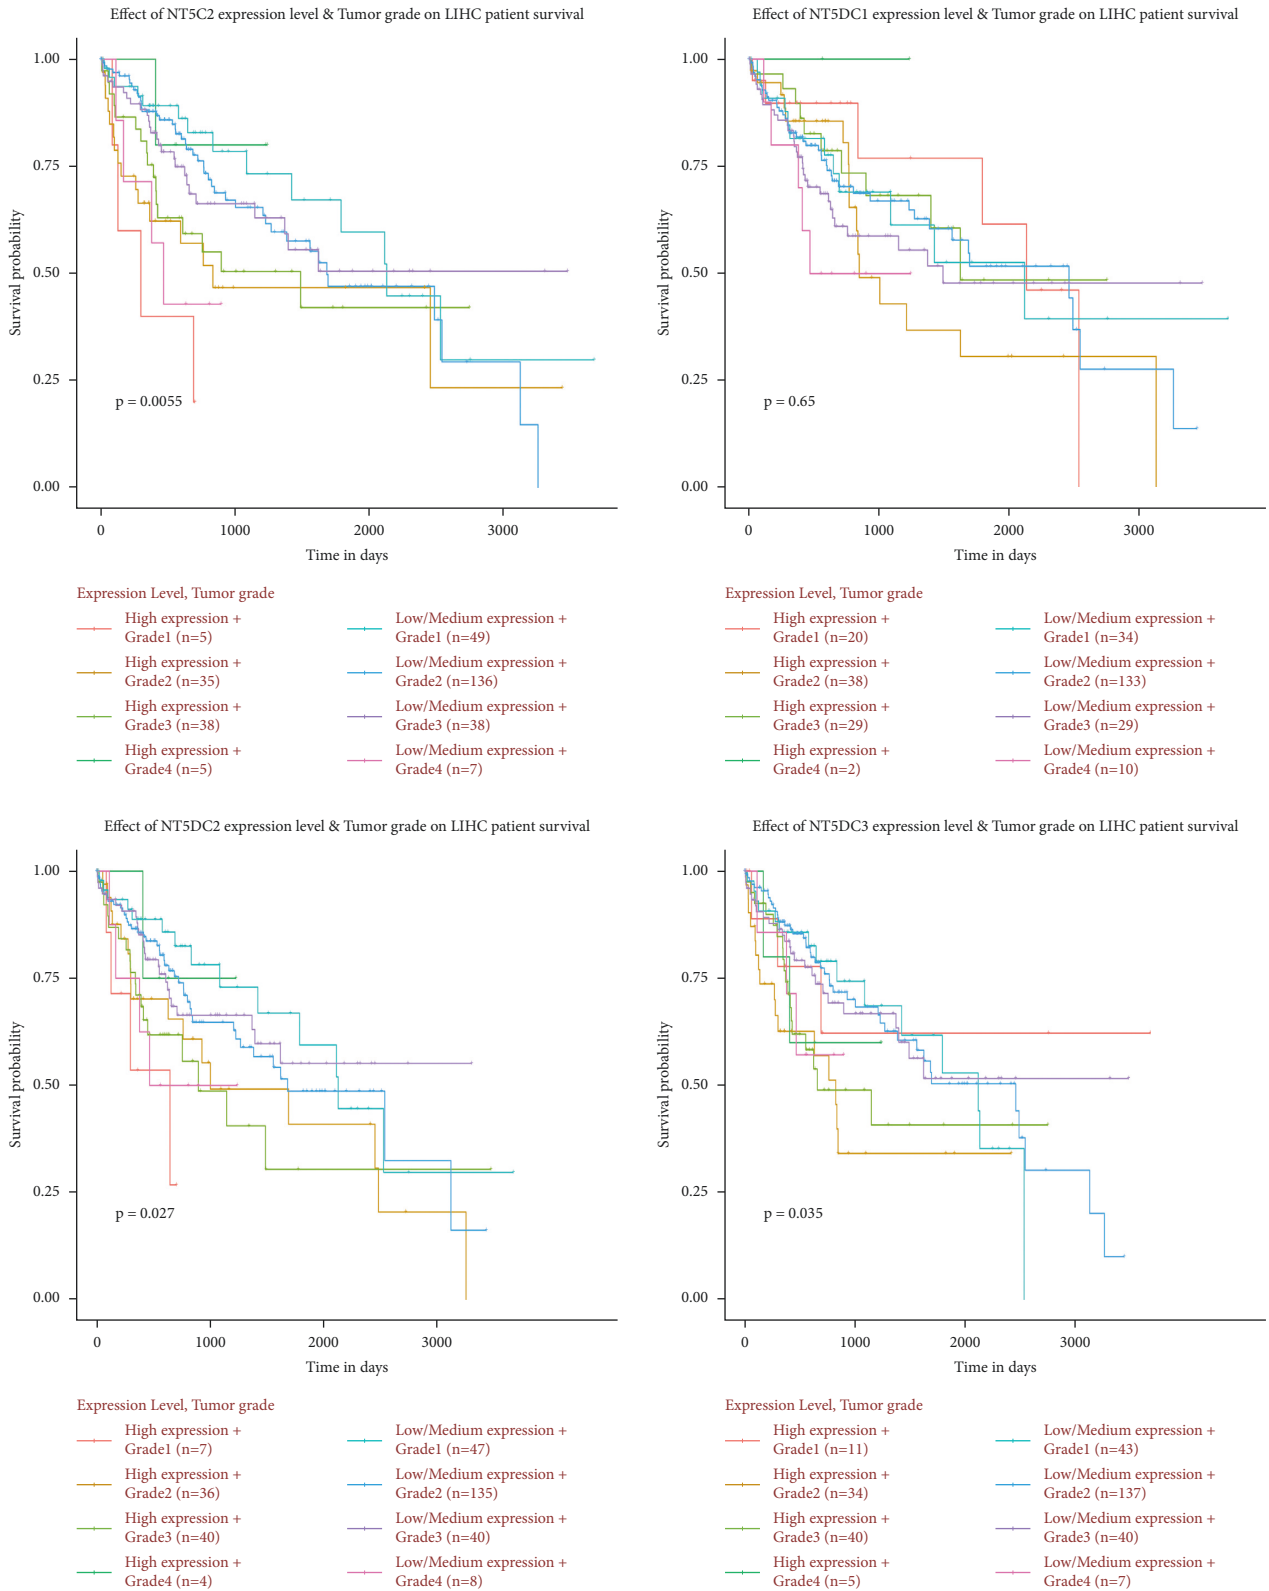 Effect of NT5C2 expression level & Tumor grade on LIHC patient survival
1.00
0.75
0.50
0.25
0.00
Survival probability
p = 0.0055
0 1000 2000 3000
Time in days
Expression Level, Tumor grade
High expression +
Grade1 (n=5)
High expression +
Grade2 (n=35)
High expression +
Grade3 (n=38)
High expression +
Grade4 (n=5)
Low/Medium expression +
Grade1 (n=49)
Low/Medium expression +
Grade2 (n=136)
Low/Medium expression +
Grade3 (n=38)
Low/Medium expression +
Grade4 (n=7)
Effect of NT5DC1 expression level & Tumor grade on LIHC patient survival
1.00
0.75
0.50
0.25
0.00
Survival probability
p = 0.65
0 1000 2000 3000
Time in days
Expression Level, Tumor grade
High expression +
Grade1 (n=20)
High expression +
Grade2 (n=38)
High expression +
Grade3 (n=29)
High expression +
Grade4 (n=2)
Low/Medium expression +
Grade1 (n=34)
Low/Medium expression +
Grade2 (n=133)
Low/Medium expression +
Grade3 (n=29)
Low/Medium expression +
Grade4 (n=10)
Effect of NT5DC2 expression level & Tumor grade on LIHC patient survival
1.00
0.75
0.50
0.25
0.00
Survival probability
p = 0.027
0 1000 2000 3000
Time in days
Expression Level, Tumor grade
High expression +
Grade1 (n=7)
High expression +
Grade2 (n=36)
High expression +
Grade3 (n=40)
High expression +
Grade4 (n=4)
Low/Medium expression +
Grade1 (n=47)
Low/Medium expression +
Grade2 (n=135)
Low/Medium expression +
Grade3 (n=40)
Low/Medium expression +
Grade4 (n=8)
Effect of NT5DC3 expression level & Tumor grade on LIHC patient survival
1.00
0.75
0.50
0.25
0.00
Survival probability
p = 0.035
0 1000 2000 3000
Time in days
Expression Level, Tumor grade
High expression +
Grade1 (n=11)
High expression +
Grade2 (n=34)
High expression +
Grade3 (n=40)
High expression +
Grade4 (n=5)
Low/Medium expression +
Grade1 (n=43)
Low/Medium expression +
Grade2 (n=137)
Low/Medium expression +
Grade3 (n=40)
Low/Medium expression +
Grade4 (n=7)